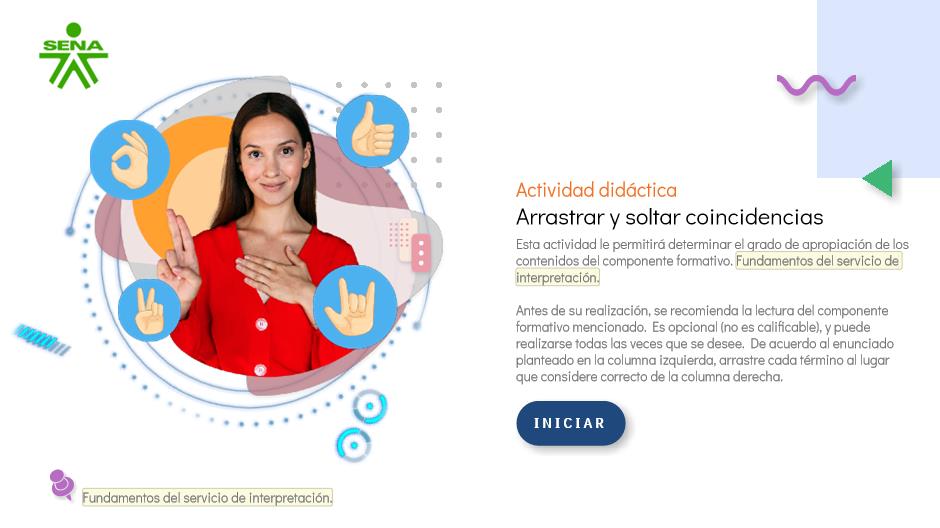 SENA
Actividad didáctica
Arrastrar y soltar coincidencias
Esta actividad le permitirá determinar el grado de apropiación de los
contenidos del componente formativo. Fundamentos del servicio de
interpretación.
Antes de su realización, se recomienda la lectura del componente
formativo mencionado. Es opcional (no es calificable), y puede
realizarse todas las veces que se desee. De acuerdo al enunciado
planteado en la columna izquierda, arrastre cada término al lugar
que considere correcto de la columna derecha.
INICIAR
Fundamentos del servicio de interpretación.